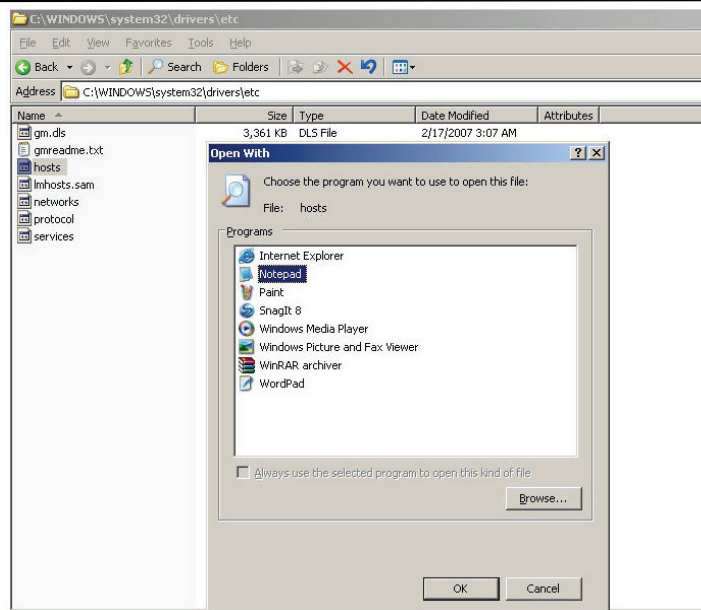 C:\WINDOWS\system32\drivers\etc
File Edit View Favorites Tools Help
Back Search Folders
Address C:\WINDOWS\system32\drivers\etc
Name Size Type Date Modified Attributes
gm.dls 3,361 KB DLS File 2/17/2007 3:07 AM
gmreadme.txt
hosts
lmhosts.sam
networks
protocol
services
Open With
Choose the program you want to use to open this file:
File: hosts
Programs
Internet Explorer
Notepad
Paint
SnagIt 8
Windows Media Player
Windows Picture and Fax Viewer
WinRAR archiver
WordPad
Always use the selected program to open this kind of file
Browse...
OK Cancel